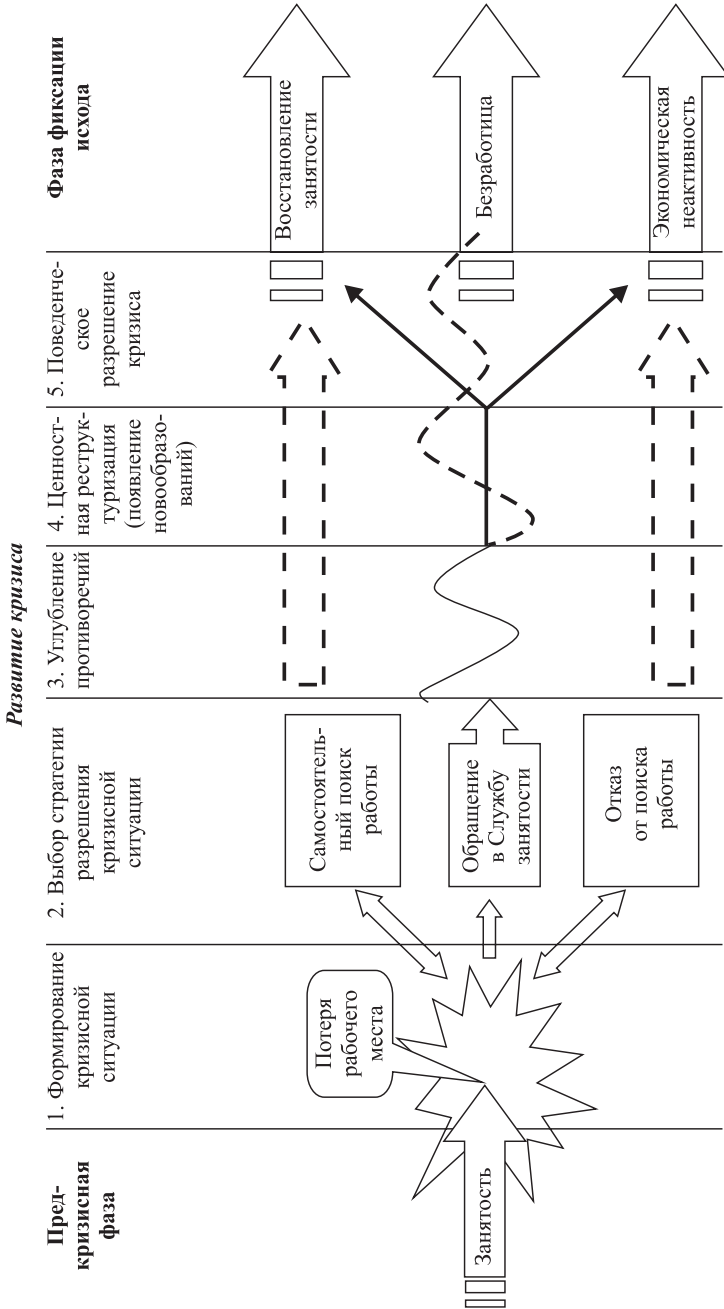 Развитие кризиса
Пред-
кризисная
фаза
1. Формирование
кризисной
ситуации
2. Выбор стратегии
разрешения
кризисной
ситуации
3. Углубление
противоречий
4. Ценност-
ная реструк-
туризация
(появление
новообразо-
ваний)
5. Поведенче-
ское
разрешение
кризиса
Фаза фиксации
исхода
Занятость
Потеря
рабочего
места
Самостоятель-
ный поиск
работы
Обращение
в Службу
занятости
Отказ
от поиска
работы
Восстановление
занятости
Безработица
Экономическая
неактивность